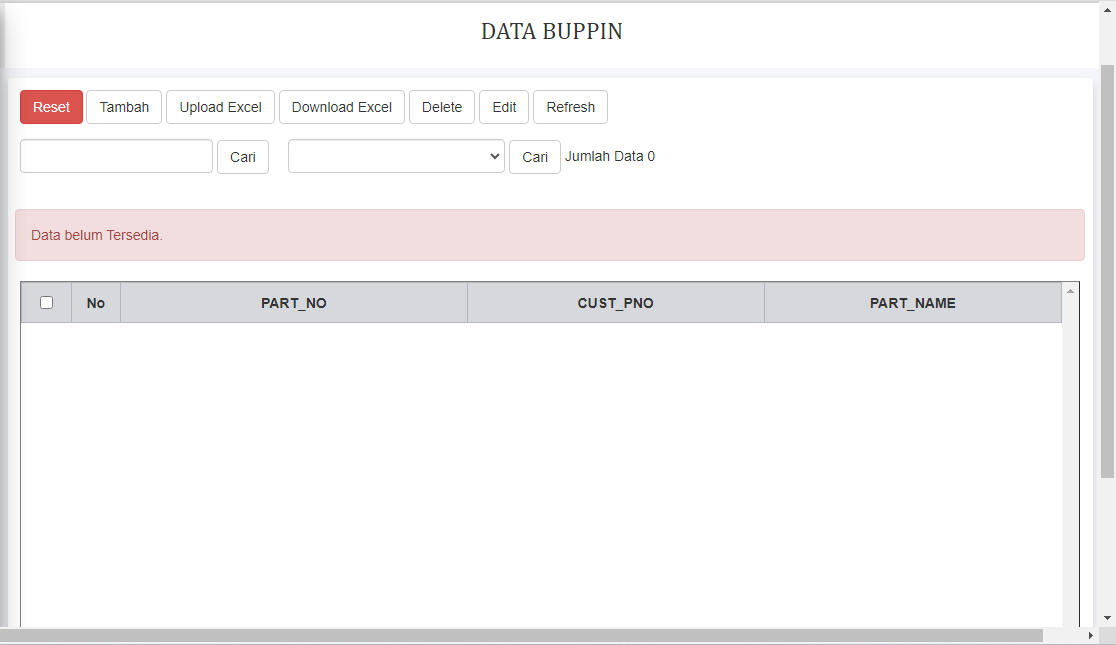 DATA BUPPIN
Reset Tambah Upload Excel Download Excel Delete Edit Refresh
Cari Cari Jumlah Data 0
Data belum Tersedia.
No PART_NO CUST_PNO PART_NAME